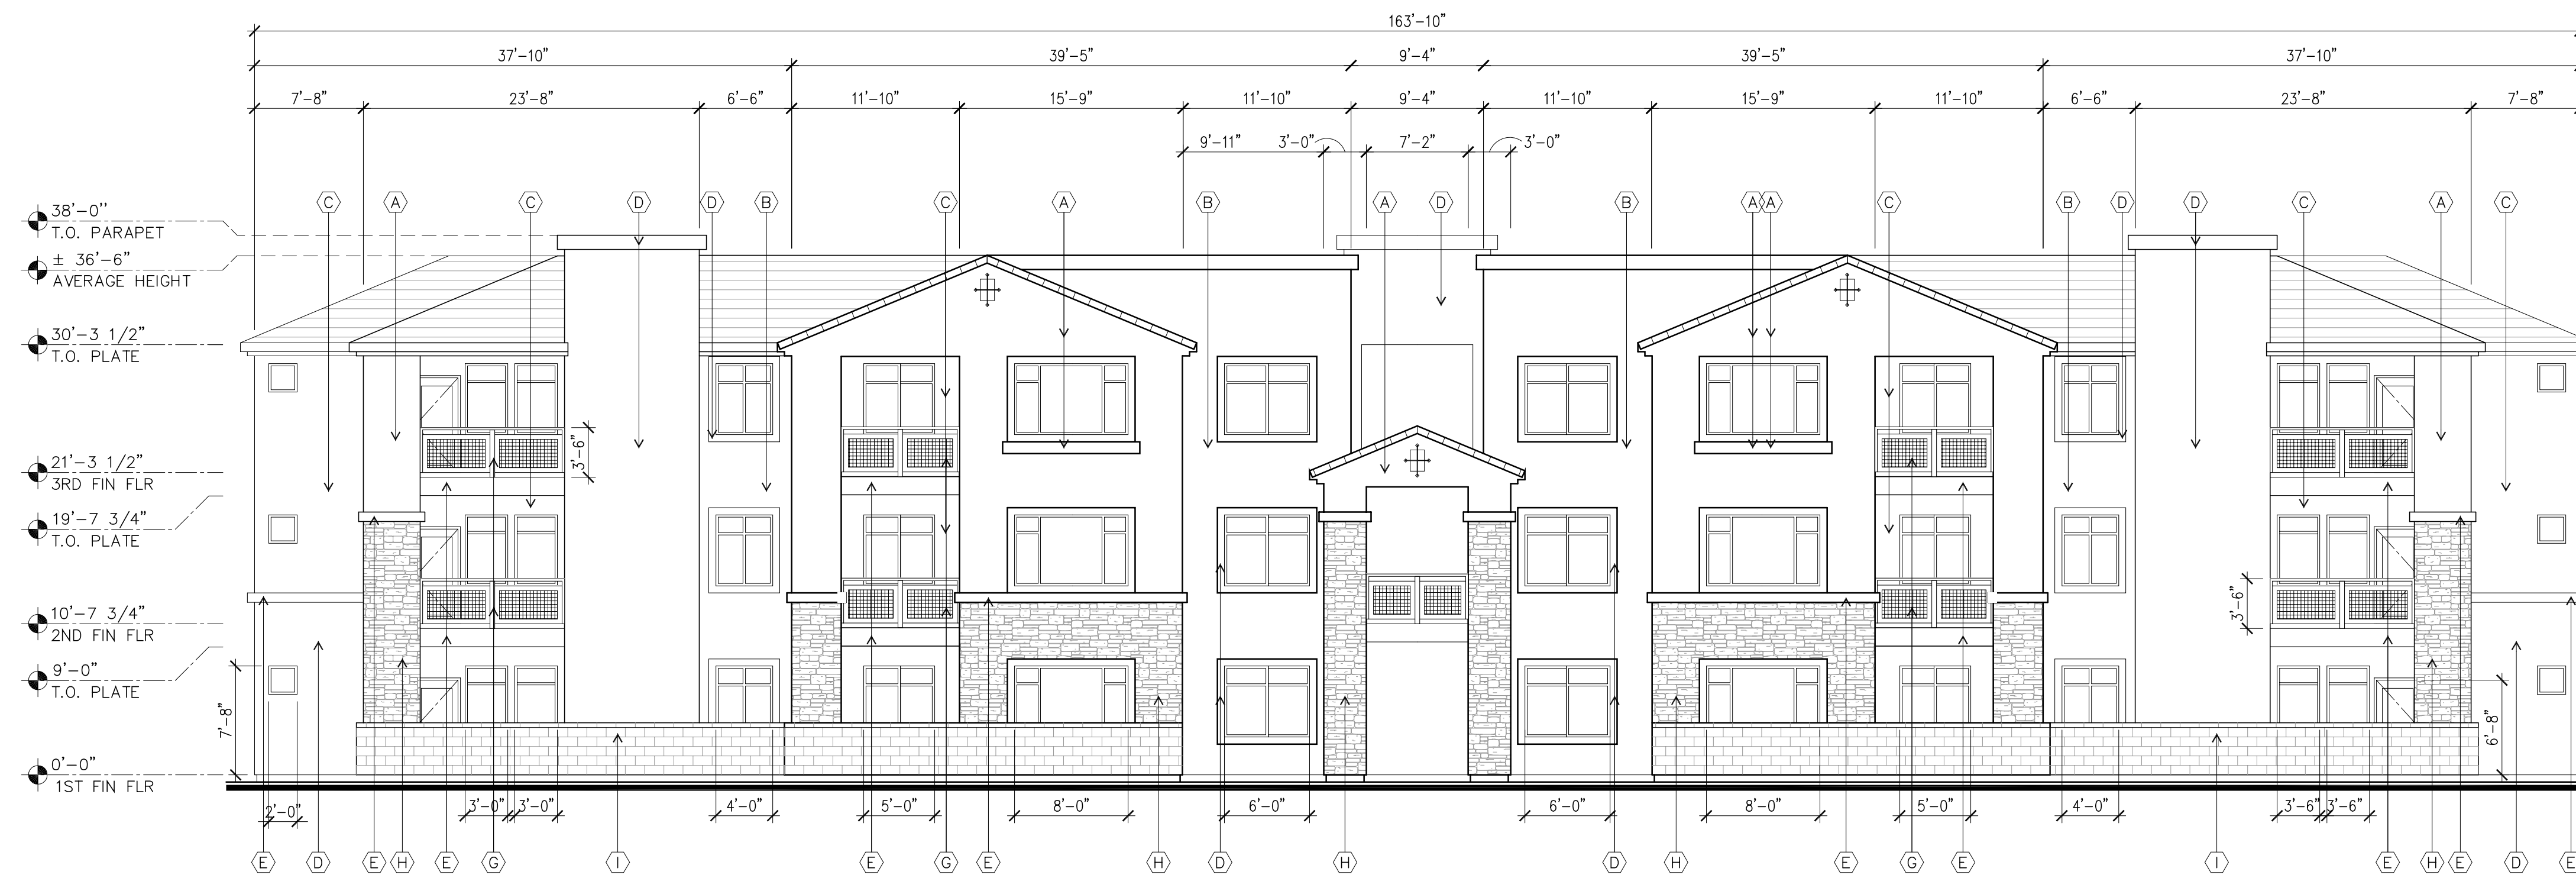 163'-10"
37'-10" 39'-5" 9'-4" 39'-5" 37'-10"
7'-8" 23'-8" 6'-6" 11'-10" 15'-9" 11'-10" 9'-4" 11'-10" 15'-9" 11'-10" 6'-6" 23'-8" 7'-8"
9'-11" 3'-0" 7'-2" 3'-0"
C A C D D B C A B A D B A A C B D D C A C
38'-0''
T.O. PARAPET
± 36'-6"
AVERAGE HEIGHT
30'-3 1/2"
T.O. PLATE
3'-6"
21'-3 1/2"
3RD FIN FLR
19'-7 3/4"
T.O. PLATE
3'-6"
10'-7 3/4"
2ND FIN FLR
9'-0"
T.O. PLATE
7'-8"
6'-8"
0'-0"
1ST FIN FLR
2'-0" 3'-0" 3'-0" 4'-0" 5'-0" 8'-0" 6'-0" 6'-0" 8'-0" 5'-0" 4'-0" 3'-6" 3'-6"
E D E H E G I E G E H D H D H E G E I E H E D E